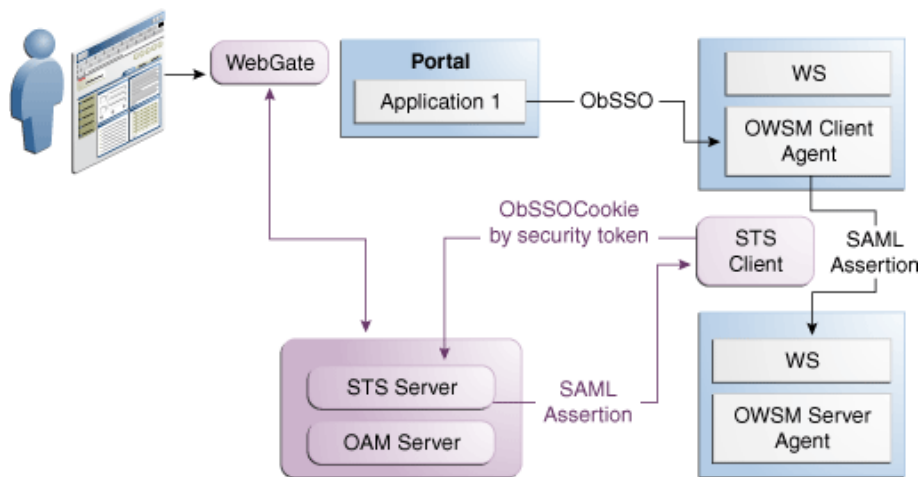 WebGate
Portal
Application 1
ObSSO
WS
OWSM Client
Agent
ObSSOCookie
by security token
STS
Client
SAML
Assertion
STS Server
OAM Server
SAML
Assertion
WS
OWSM Server
Agent